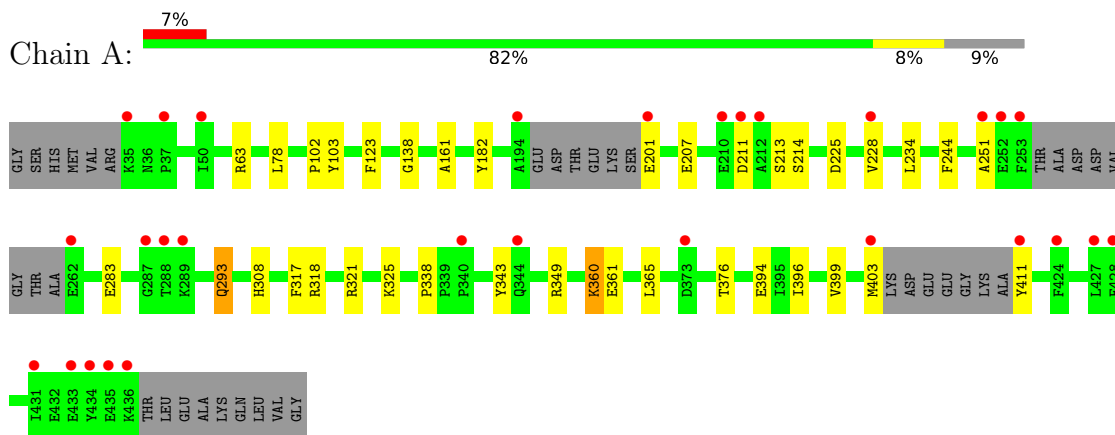 7%
Chain A:
82% 8% 9%
GLY SER HIS MET VAL ARG K35 N36 P37 I50 R63 L78 P102 Y103 F123 G138 A161 Y182 A194 GLU ASP THR GLU LYS SER E201 E207 E210 D211 A212 S213 S214 D225 V228 L234 F244 A251 E252 F253 THR ALA ASP ASP VAL
GLY THR ALA E262 E283 G287 T288 K289 Q293 H308 F317 R318 R321 K325 P338 P339 P340 Y343 Q344 R349 K360 E361 L365 D373 T376 E394 I395 I396 V399 M403 LYS ASP GLU GLU GLY LYS ALA Y411 F424 L427
I431 E432 E433 Y434 E435 K436 THR LEU GLU ALA LYS GLN LEU VAL GLY